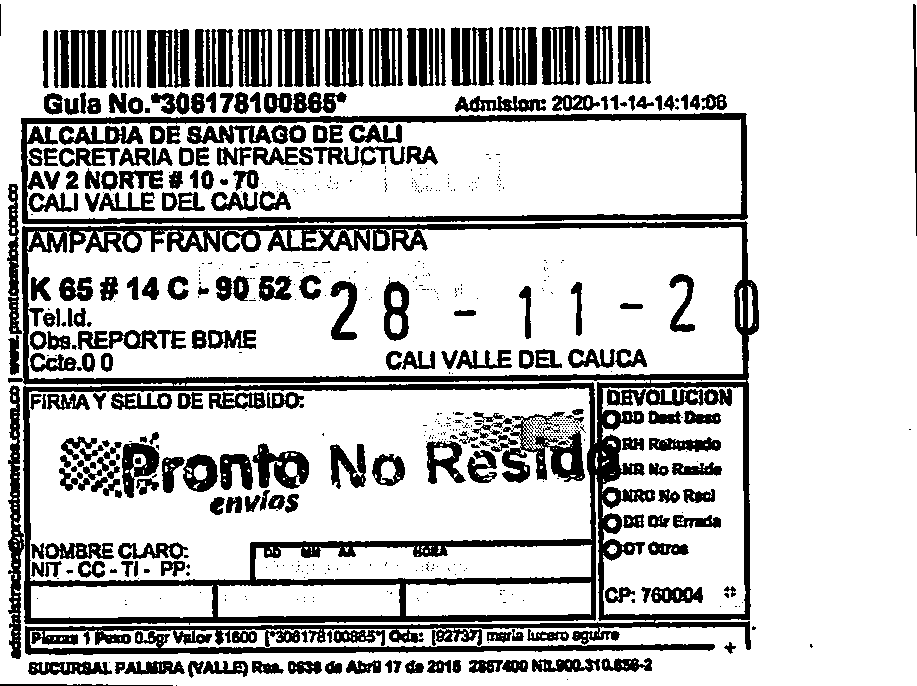 Guia No.*306178100865* Admision: 2020-11-14-14:14:06
ALCALDIA DE SANTIAGO DE CALI
SECRETARIA DE INFRAESTRUCTURA
AV 2 NORTE # 10 - 70
CALI VALLE DEL CAUCA
AMPARO FRANCO ALEXANDRA
K 65 # 14 C - 90 52 C
28 - 11 - 20
Tel.Id.
Obs.REPORTE BDME
Ccte.0 0 CALI VALLE DEL CAUCA
FIRMA Y SELLO DE RECIBIDO:
Pronto envíos
No Reside
NOMBRE CLARO:
NIT - CC - TI - PP:
DD MM AA HORA
DEVOLUCION
DD Dest Desc
RH Rehusado
NR No Reside
NRC No Recl
DE Dir Errada
OT Otros
CP: 760004
Piezas 1 Peso 0.5gr Valor $1600 [*306178100865*] Ods: [92737] maria lucero aguirre
SUCURSAL PALMIRA (VALLE) Res. 0638 de Abril 17 de 2015 2867400 Nit.900.310.856-2
administracion@prontoenvios.com.co | www.prontoenvios.com.co